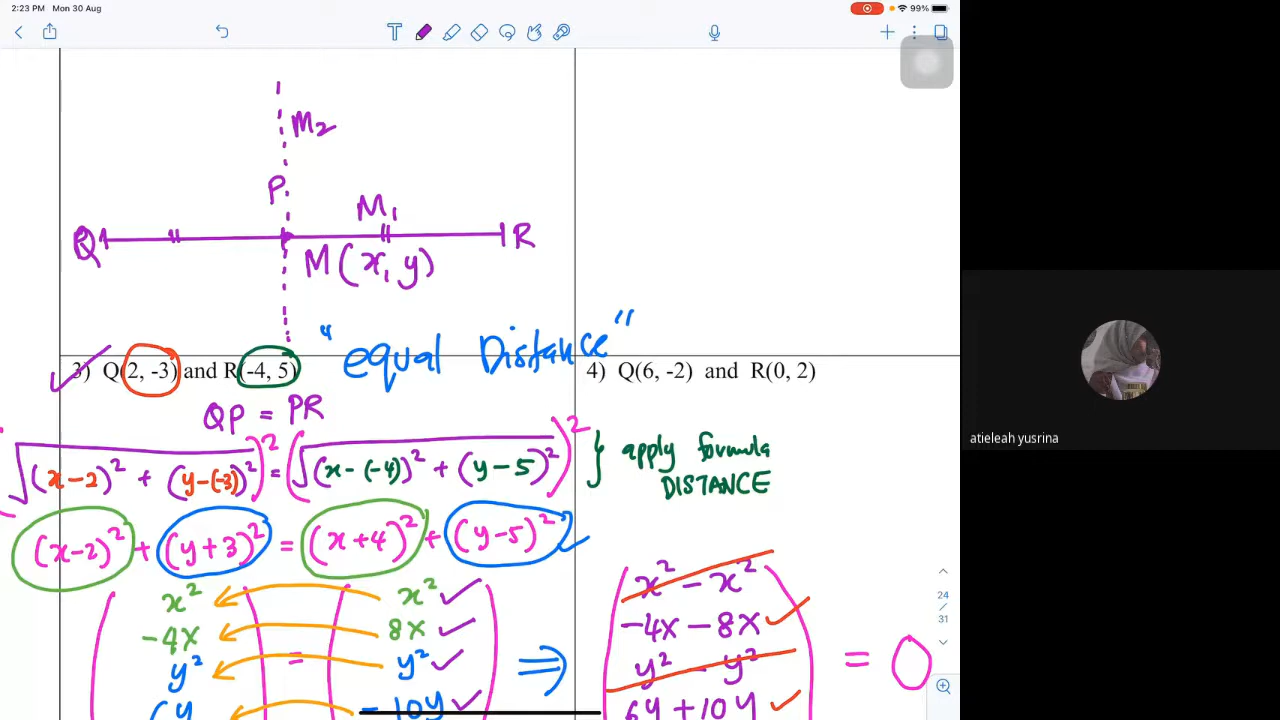 2:23 PM Mon 30 Aug
99%
M2
P
M1
Q
R
M(x, y)
"equal Distance"
3) Q(2, -3) and R(-4, 5)
4) Q(6, -2) and R(0, 2)
QP = PR
(√(x-2)² + (y-(-3))²)² = (√(x-(-4))² + (y-5)²)² } apply formula
DISTANCE
(x-2)² + (y+3)² = (x+4)² + (y-5)²
x² x² x² - x²
-4x 8x -4x - 8x
y² = y² ⇒ y² - y² = 0
6y -10y 6y + 10y
24
/
31
atieleah yusrina